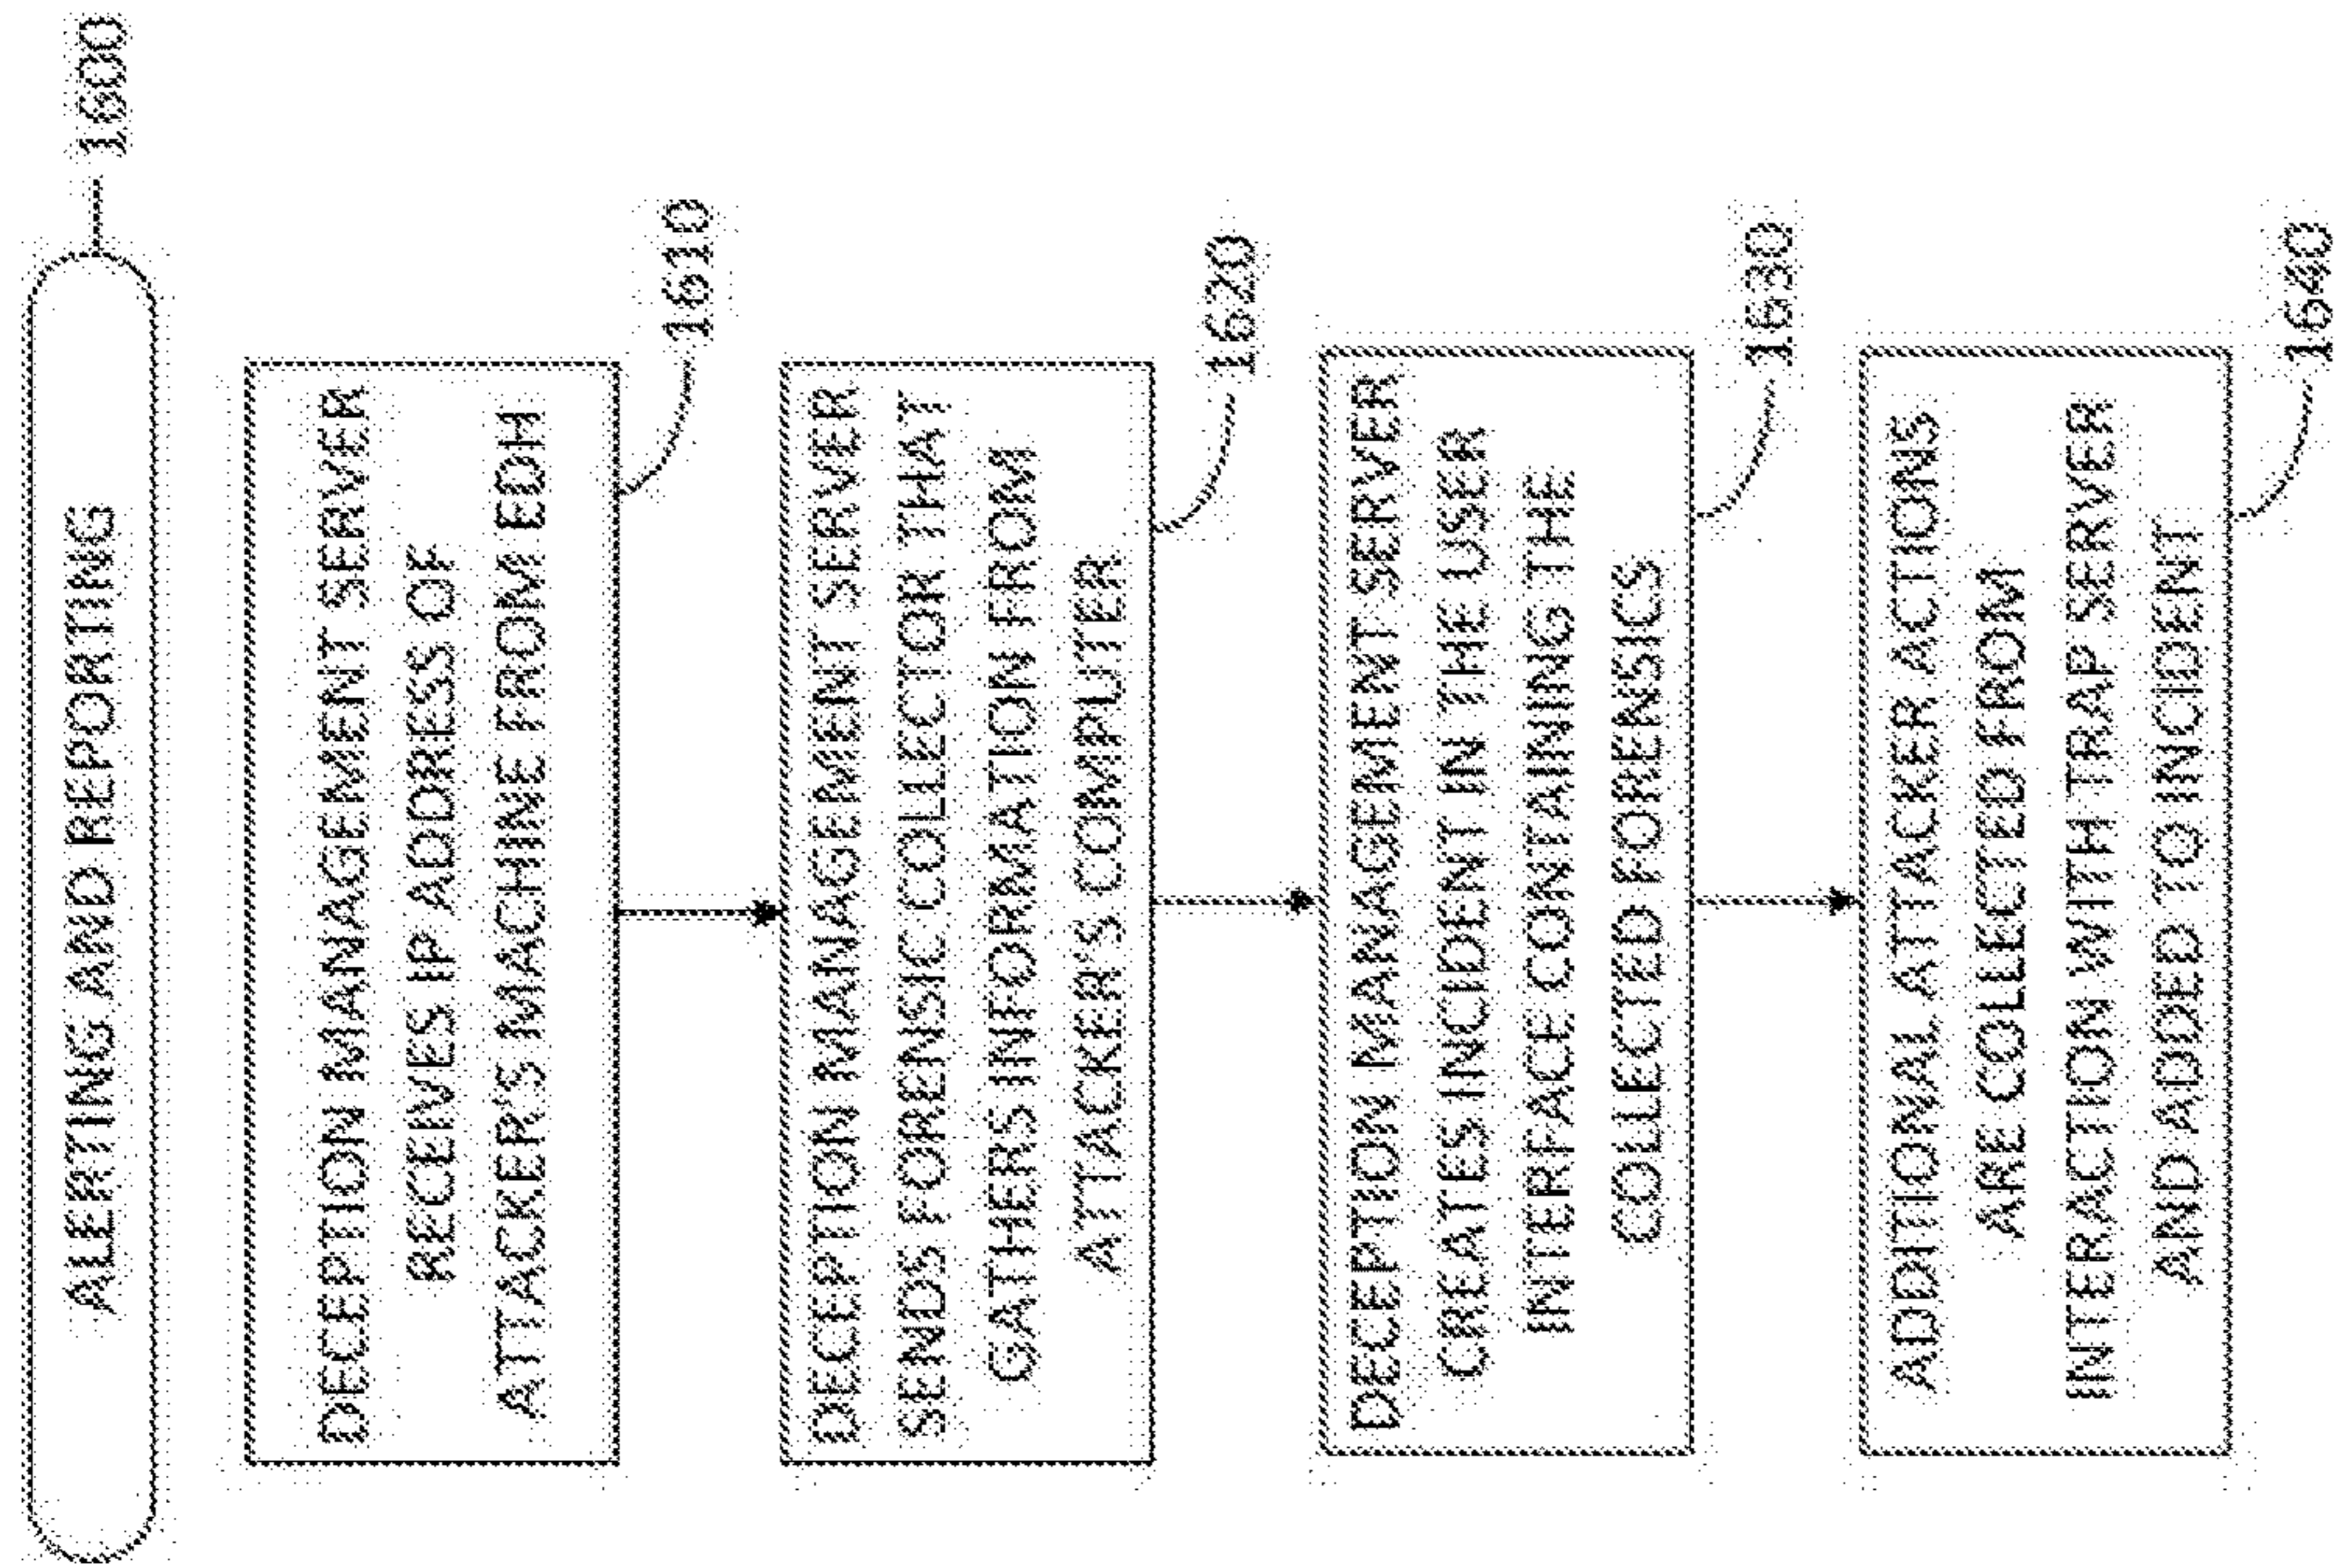 ALERTING AND REPORTING
1600
DECEPTION MANAGEMENT SERVER
RECEIVES IP ADDRESS OF
ATTACKER'S MACHINE FROM EDH
1610
DECEPTION MANAGEMENT SERVER
SENDS FORENSIC COLLECTOR THAT
GATHERS INFORMATION FROM
ATTACKER'S COMPUTER
1620
DECEPTION MANAGEMENT SERVER
CREATES INCIDENT IN THE USER
INTERFACE CONTAINING THE
COLLECTED FORENSICS
1630
ADDITIONAL ATTACKER ACTIONS
ARE COLLECTED FROM
INTERACTION WITH TRAP SERVER
AND ADDED TO INCIDENT
1640